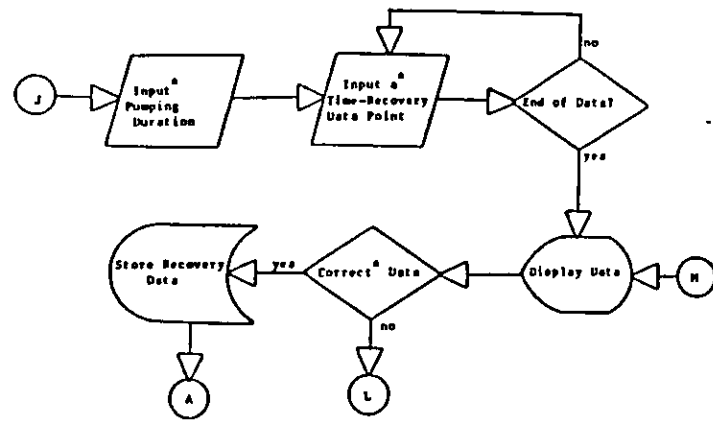 no
J
Input*
Pumping
Duration
Input a*
Time-Recovery
Data Point
End of Data?
yes
Store Recovery
Data
yes
Correct* Data
Display Data
M
no
A
L